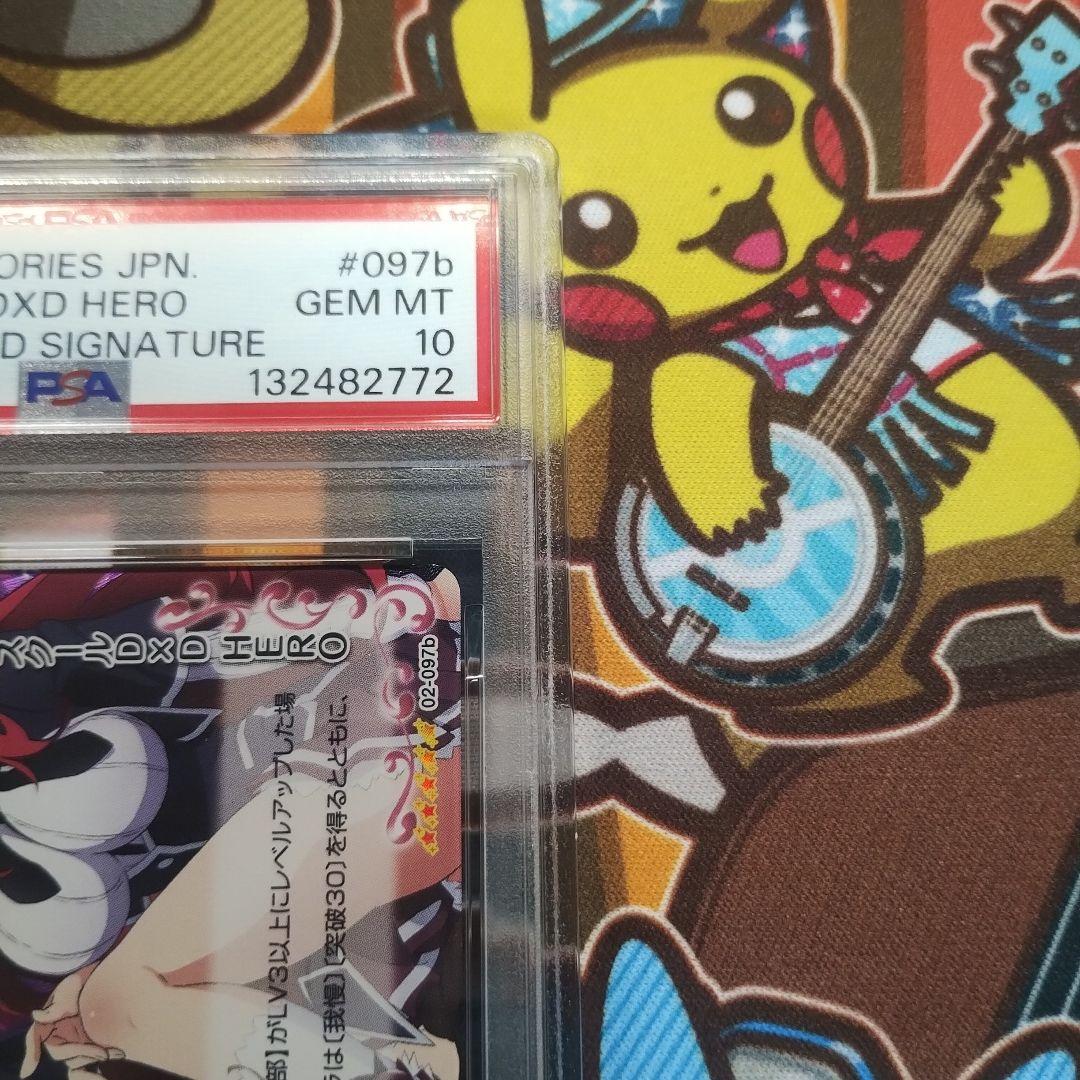 ORIES JPN. #097b
DXD HERO GEM MT
D SIGNATURE 10
PSA 132482772
スクールD×D HERO
02-097b
部】がLV3以上にレベルアップした場
は〔我慢〕〔突破30〕を得るとともに、